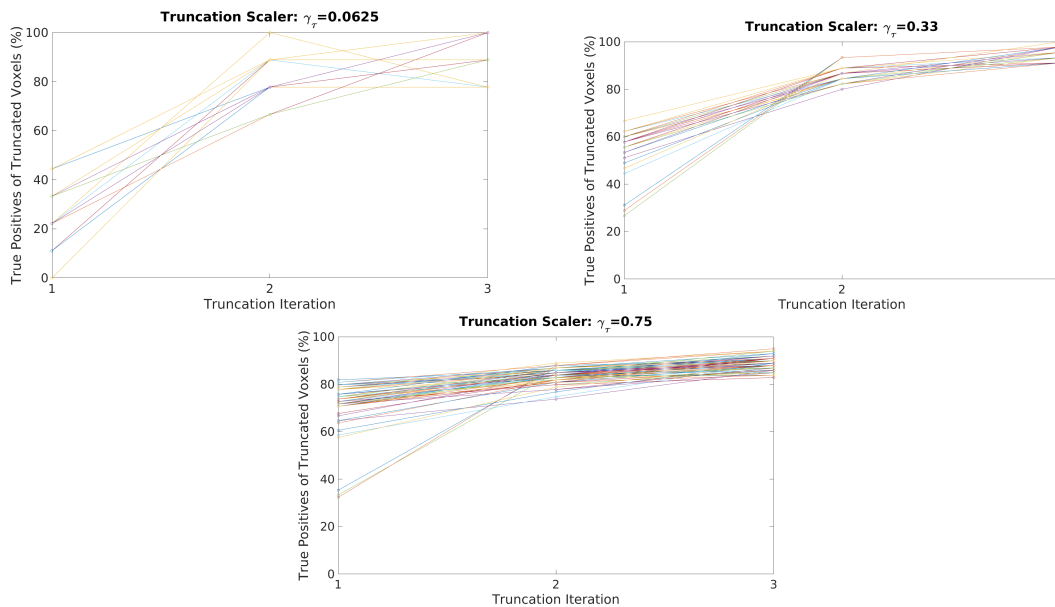 Truncation Scaler: γτ=0.0625
True Positives of Truncated Voxels (%)
100
80
60
40
20
0
1
2
3
Truncation Iteration
Truncation Scaler: γτ=0.33
True Positives of Truncated Voxels (%)
100
80
60
40
20
0
1
2
Truncation Iteration
Truncation Scaler: γτ=0.75
True Positives of Truncated Voxels (%)
100
80
60
40
20
0
1
2
3
Truncation Iteration